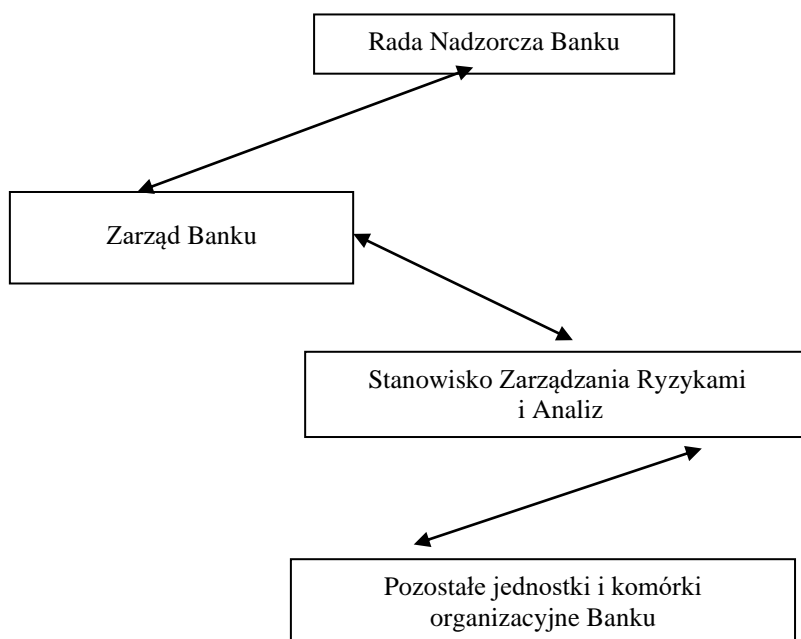 Rada Nadzorcza Banku
Zarząd Banku
Stanowisko Zarządzania Ryzykami
i Analiz
Pozostałe jednostki i komórki
organizacyjne Banku